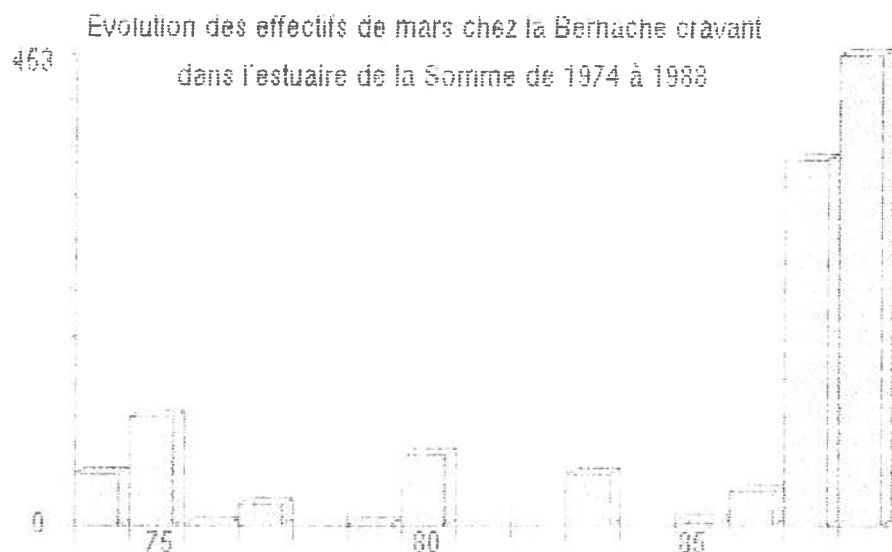 Evolution des effectifs de mars chez la Bernache cravant
dans l'estuaire de la Somme de 1974 à 1988
463
0
75
80
85